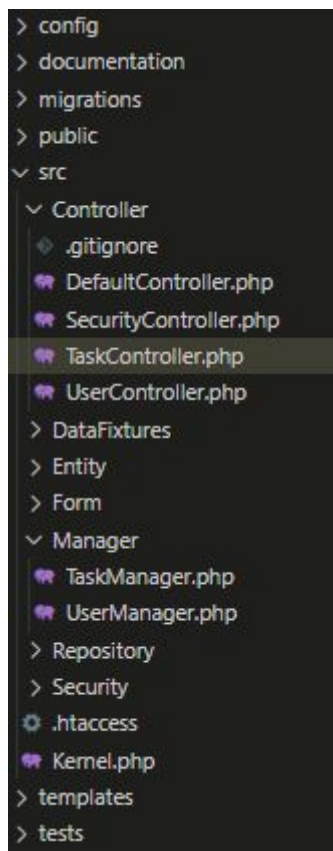 config
documentation
migrations
public
src
Controller
.gitignore
DefaultController.php
SecurityController.php
TaskController.php
UserController.php
DataFixtures
Entity
Form
Manager
TaskManager.php
UserManager.php
Repository
Security
.htaccess
Kernel.php
templates
tests